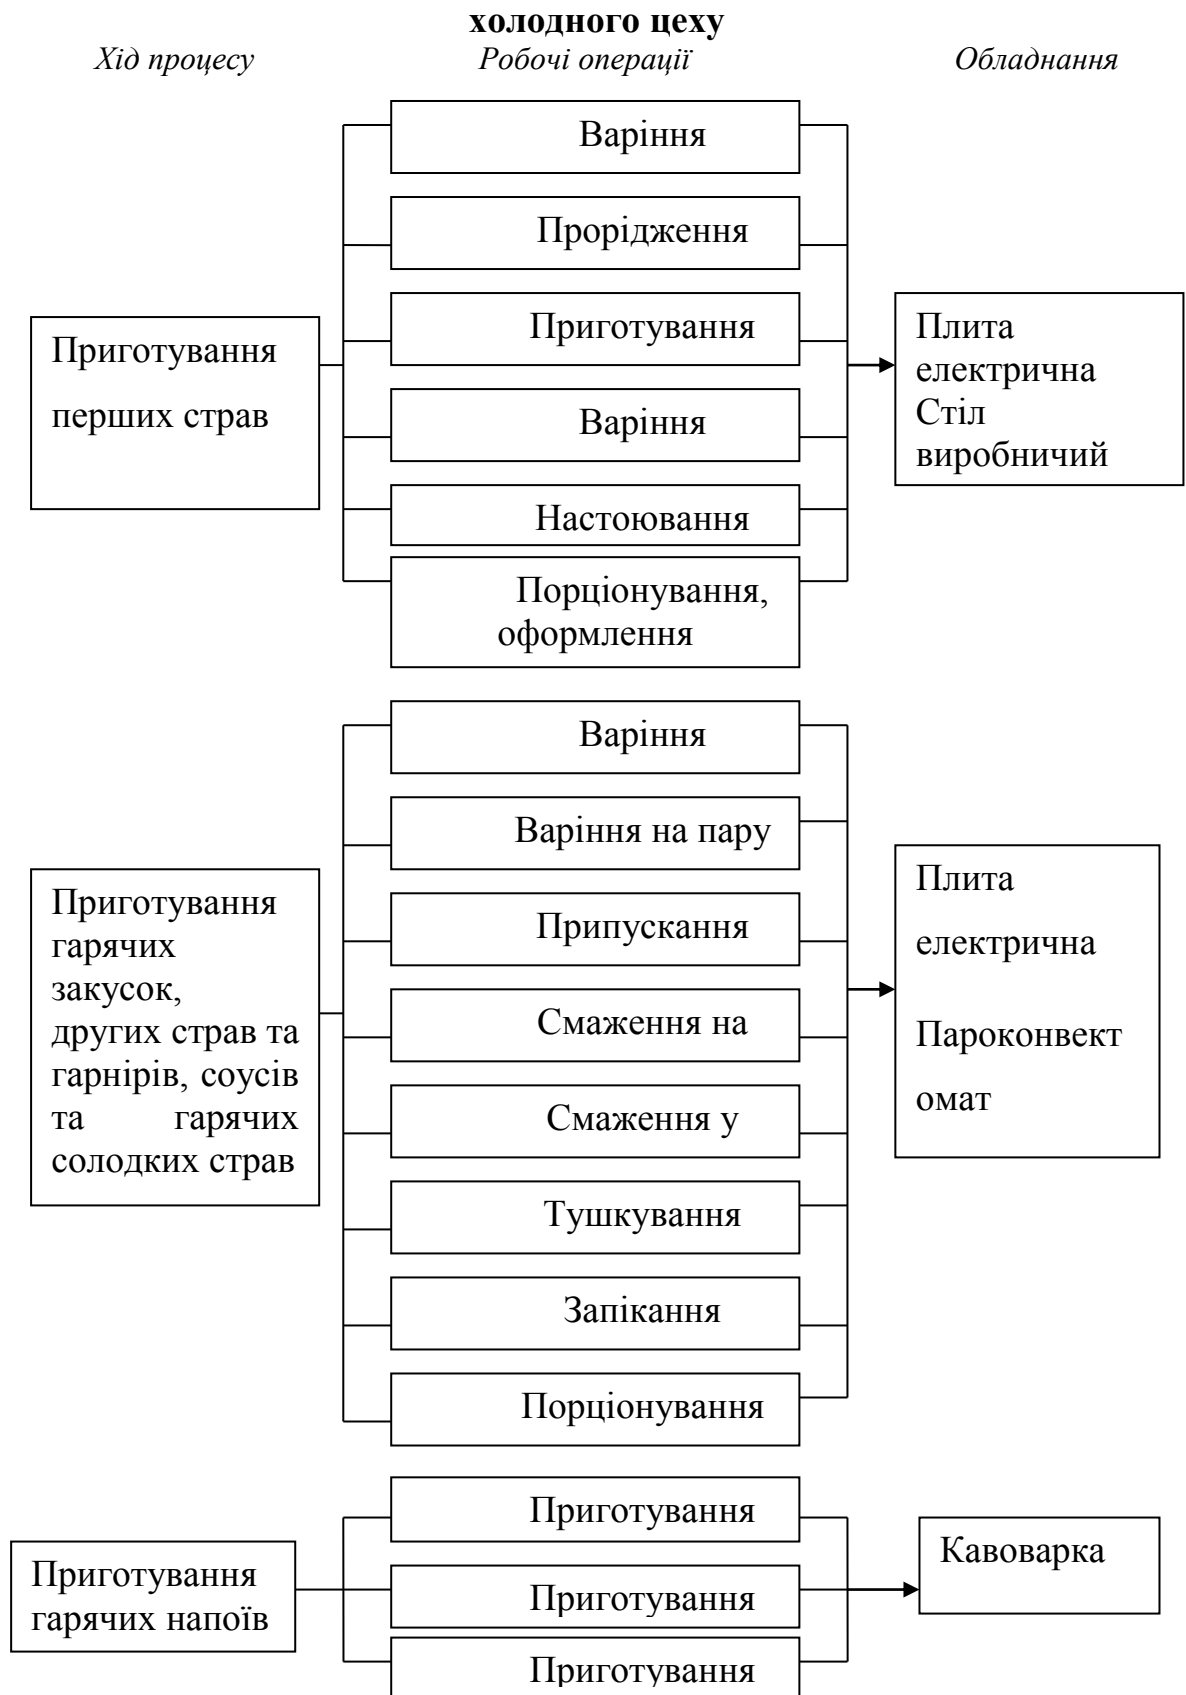 холодного цеху
Хід процесу Робочі операції Обладнання
Варіння
Прорідження
Приготування
Варіння
Настоювання
Порціонування,
оформлення
Приготування
перших страв
Плита
електрична
Стіл
виробничий
Варіння
Варіння на пару
Припускання
Смаження на
Смаження у
Тушкування
Запікання
Порціонування
Приготування
гарячих
закусок,
других страв та
гарнірів, соусів
та гарячих
солодких страв
Плита
електрична
Пароконвект
омат
Приготування
Приготування
Приготування
Приготування
гарячих напоїв
Кавоварка